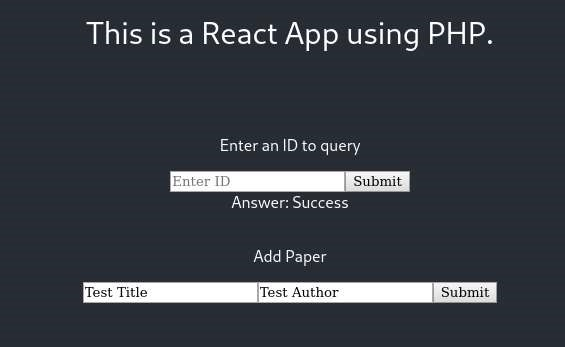 This is a React App using PHP.
Enter an ID to query
Enter ID Submit
Answer: Success
Add Paper
Test Title Test Author Submit